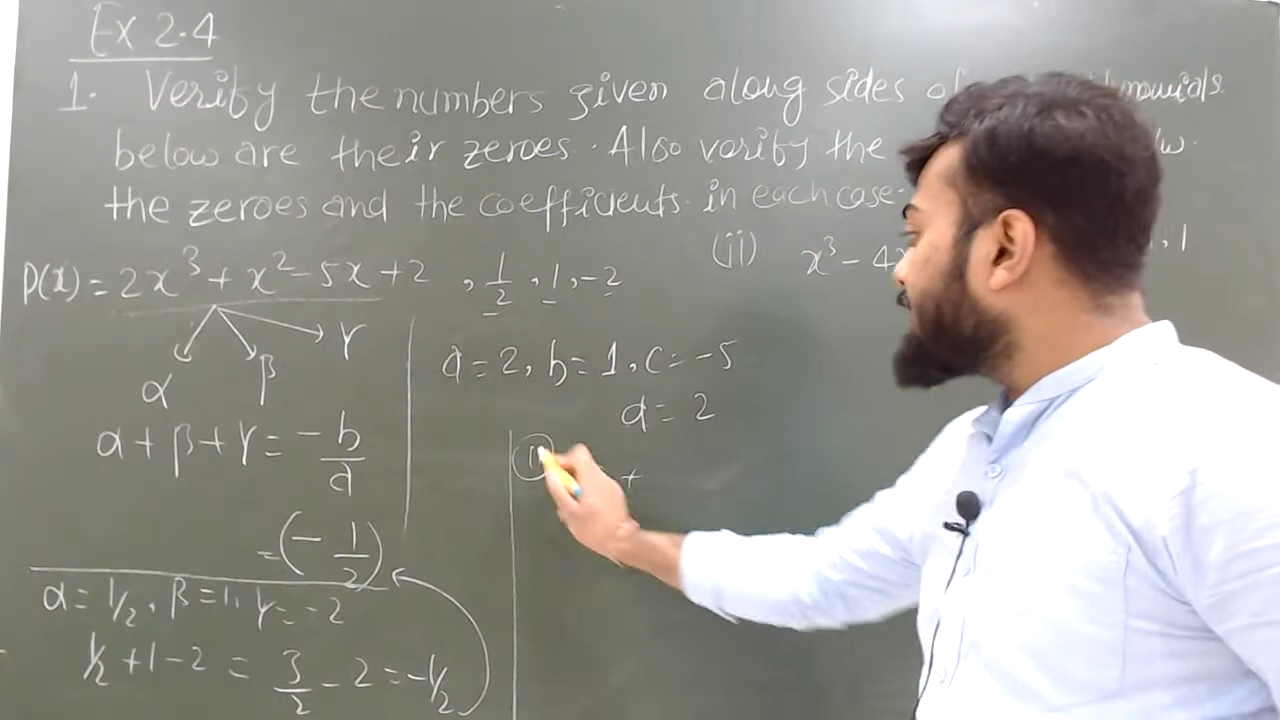 Ex 2.4
1. Verify the numbers given along sides of
below are their zeroes. Also verify the
the zeroes and the coefficients in each case.
(ii) x³ - 4x , 1
P(x) = 2x³ + x² - 5x + 2 , 1/2 , 1 , -2
α β γ
a = 2, b = 1, c = -5
d = 2
α + β + γ = -b/a
= (- 1/2)
α = 1/2, β = 1, γ = -2
1/2 + 1 - 2 = 3/2 - 2 = -1/2
+